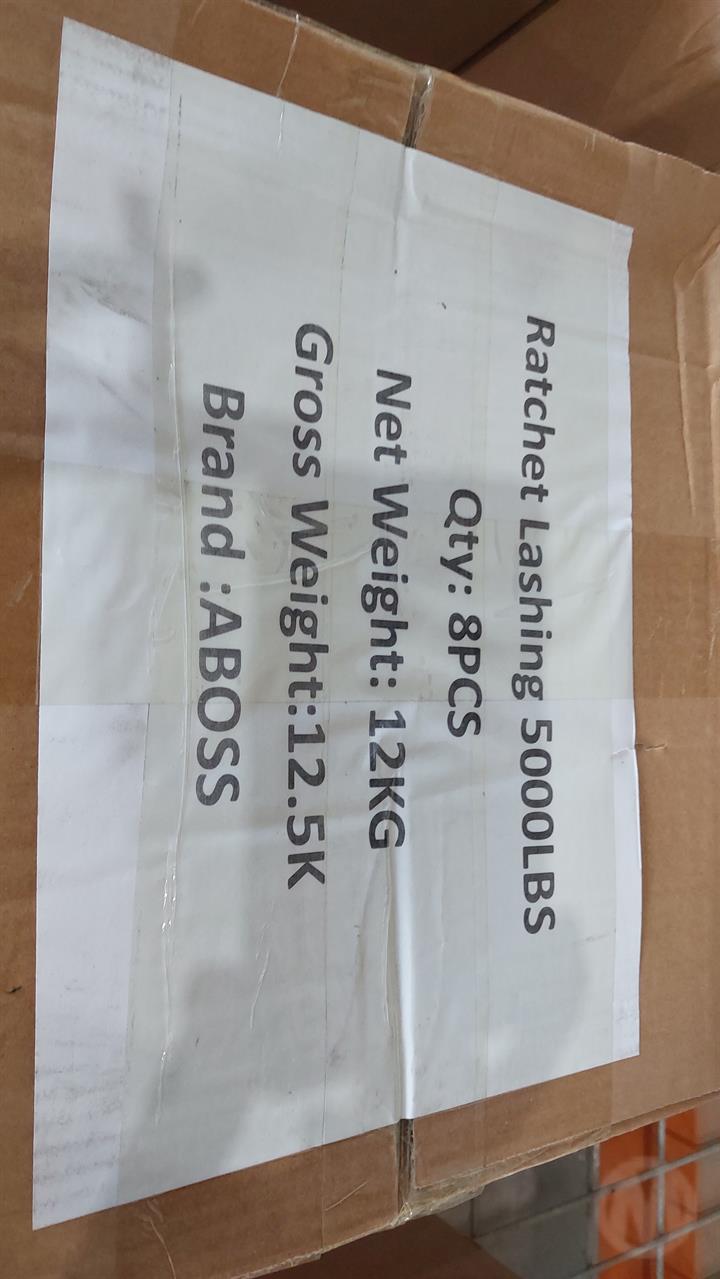 Ratchet Lashing 5000LBS
Qty: 8PCS
Net Weight: 12KG
Gross Weight:12.5K
Brand :ABOSS